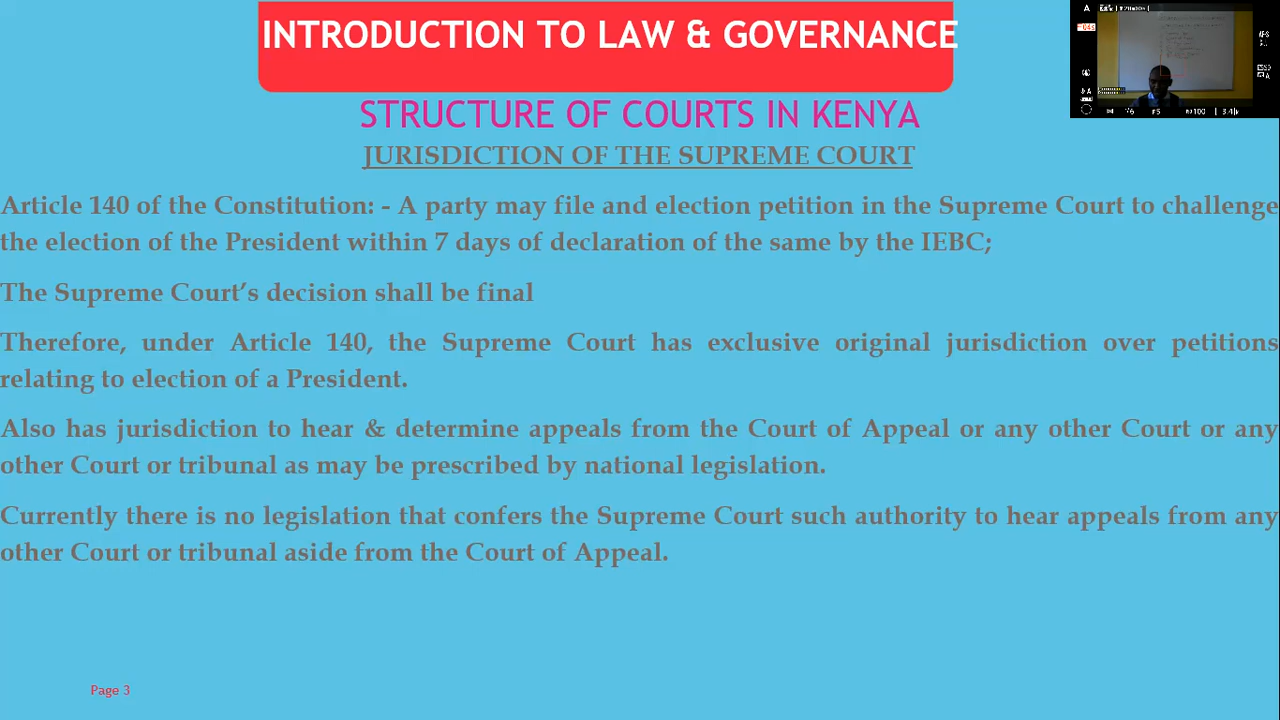 INTRODUCTION TO LAW & GOVERNANCE
STRUCTURE OF COURTS IN KENYA
JURISDICTION OF THE SUPREME COURT
Article 140 of the Constitution: - A party may file and election petition in the Supreme Court to challenge
the election of the President within 7 days of declaration of the same by the IEBC;
The Supreme Court's decision shall be final
Therefore, under Article 140, the Supreme Court has exclusive original jurisdiction over petitions
relating to election of a President.
Also has jurisdiction to hear & determine appeals from the Court of Appeal or any other Court or any
other Court or tribunal as may be prescribed by national legislation.
Currently there is no legislation that confers the Supreme Court such authority to hear appeals from any
other Court or tribunal aside from the Court of Appeal.
Page 3